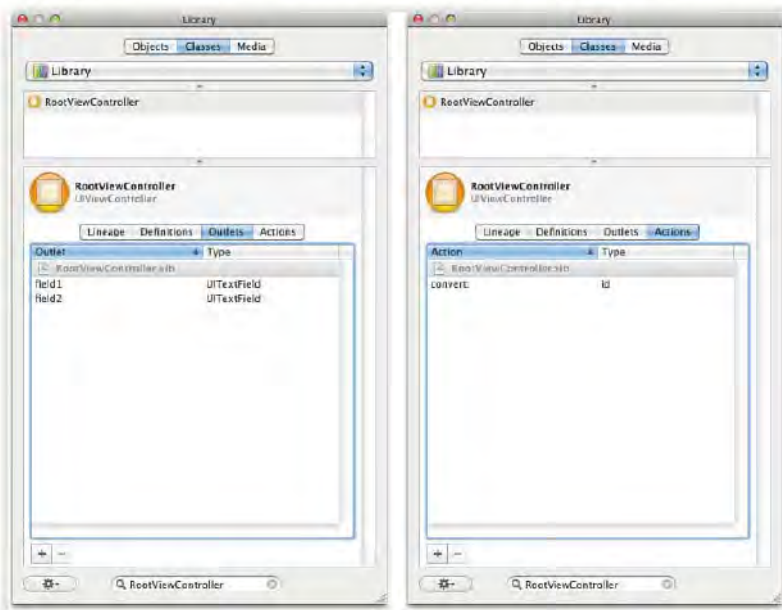 Library
Objects Classes Media
Library
RootViewController
RootViewController
UIViewController
Lineage Definitions Outlets Actions
Outlet Type
RootViewController.xib
field1 UITextField
field2 UITextField
+ -
RootViewController
Library
Objects Classes Media
Library
RootViewController
RootViewController
UIViewController
Lineage Definitions Outlets Actions
Action Type
RootViewController.xib
convert: id
+ -
RootViewController